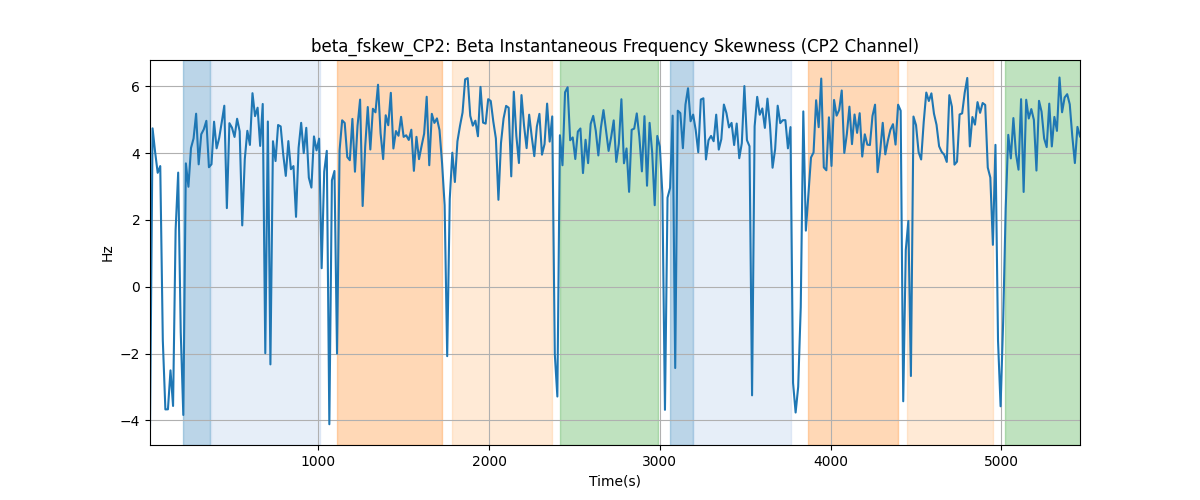 beta_fskew_CP2: Beta Instantaneous Frequency Skewness (CP2 Channel)
6
4
2
0
−2
−4
Hz
1000 2000 3000 4000 5000
Time(s)